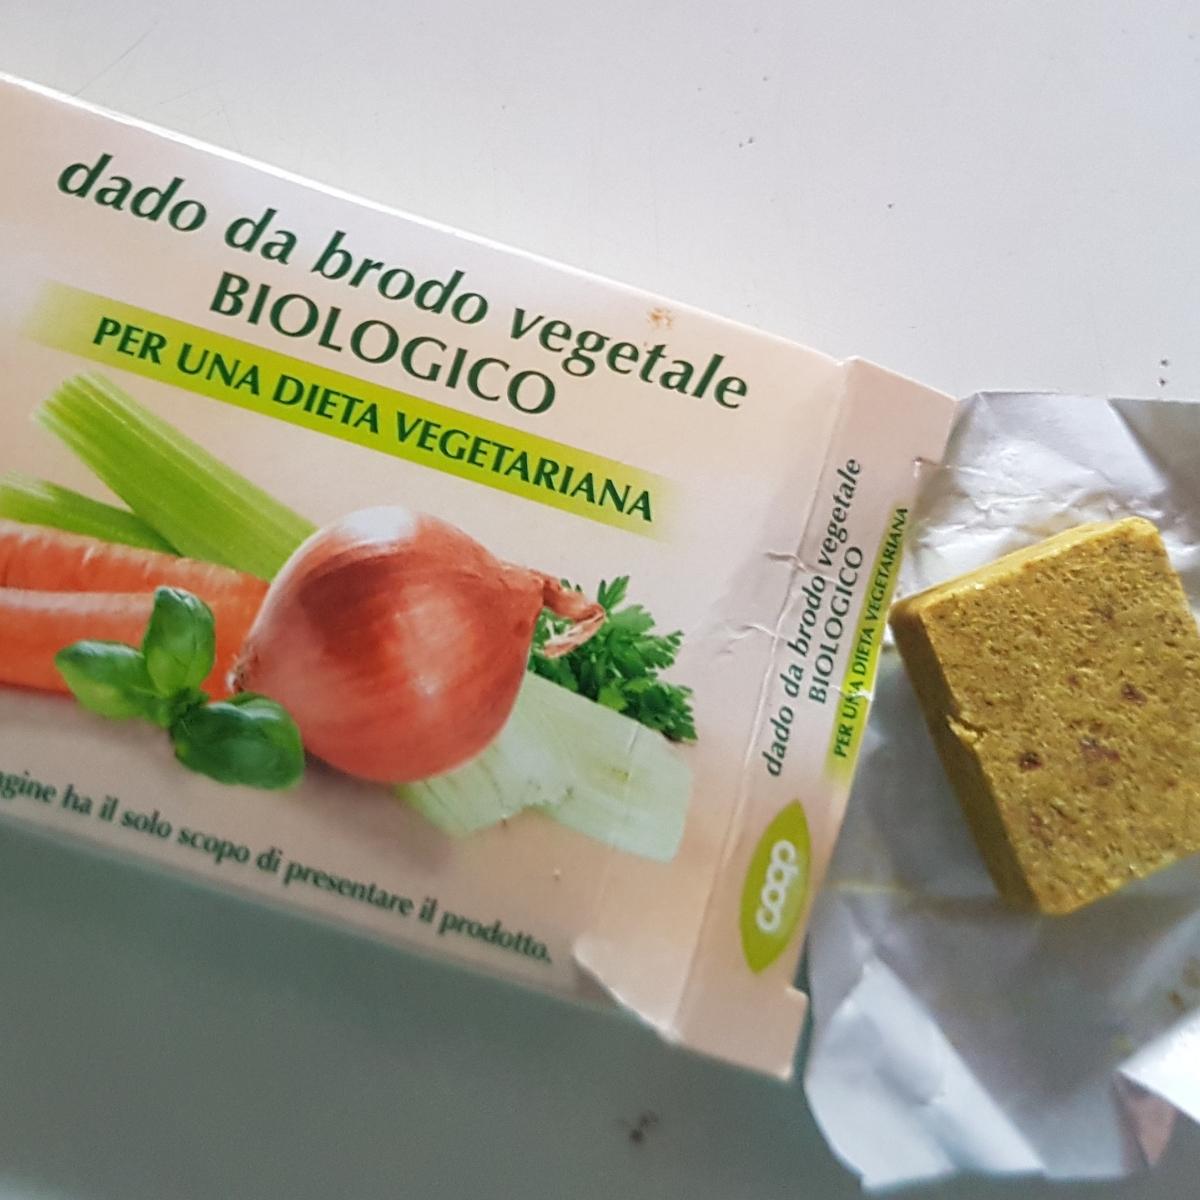 dado da brodo vegetale
BIOLOGICO
PER UNA DIETA VEGETARIANA
ha il solo scopo di presentare il prodotto.
dado da brodo vegetale
BIOLOGICO
PER UNA DIETA VEGETARIANA
coop